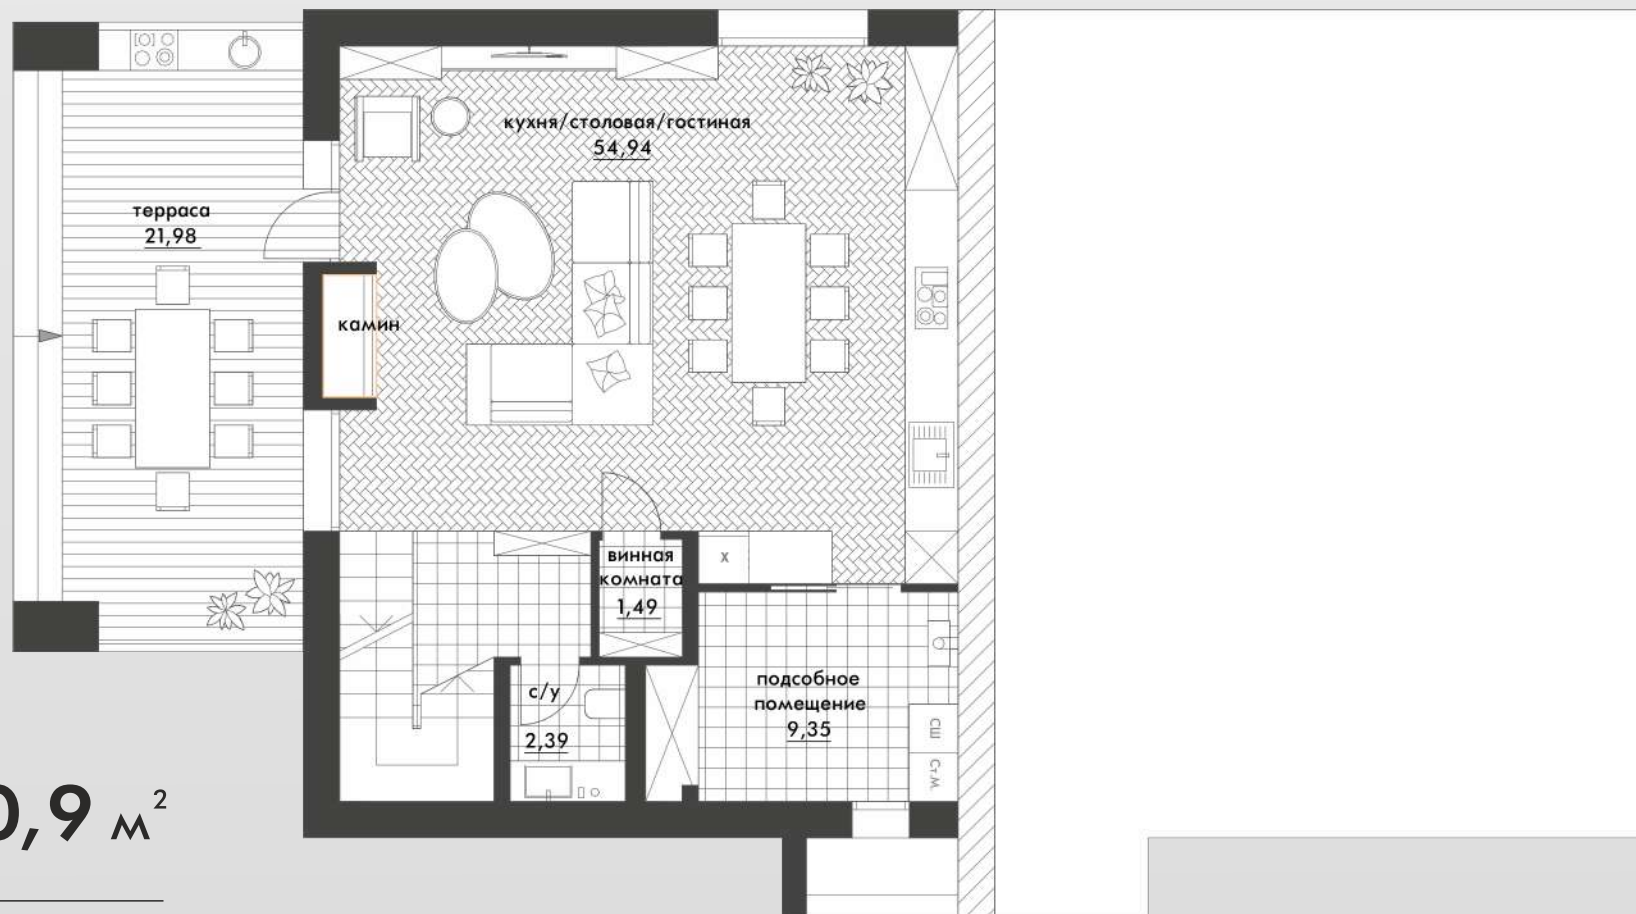 кухня/столовая/гостиная
54,94
терраса
21,98
камин
винная
комната
1,49
х
с/у
2,39
подсобное
помещение
9,35
СШ
Ст.М.
0,9 м²